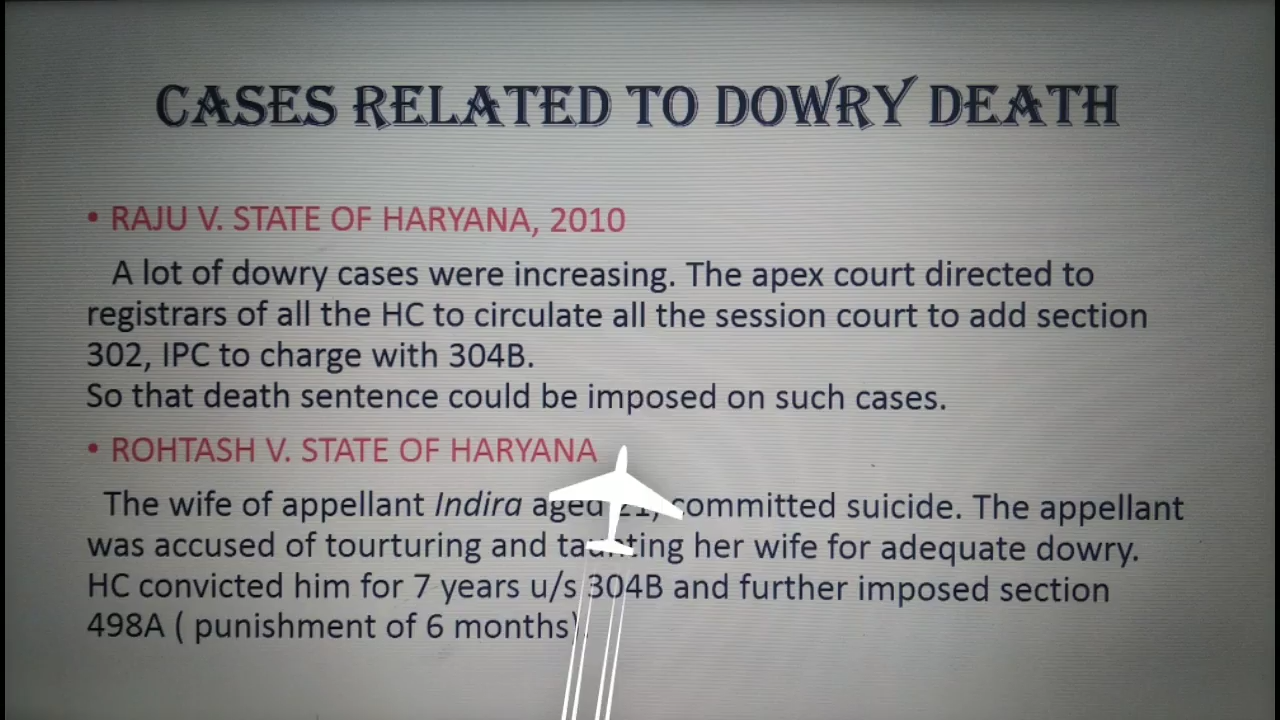 CASES RELATED TO DOWRY DEATH
• RAJU V. STATE OF HARYANA, 2010
A lot of dowry cases were increasing. The apex court directed to
registrars of all the HC to circulate all the session court to add section
302, IPC to charge with 304B.
So that death sentence could be imposed on such cases.
• ROHTASH V. STATE OF HARYANA
The wife of appellant Indira aged 21, committed suicide. The appellant
was accused of tourturing and taunting her wife for adequate dowry.
HC convicted him for 7 years u/s 304B and further imposed section
498A ( punishment of 6 months).